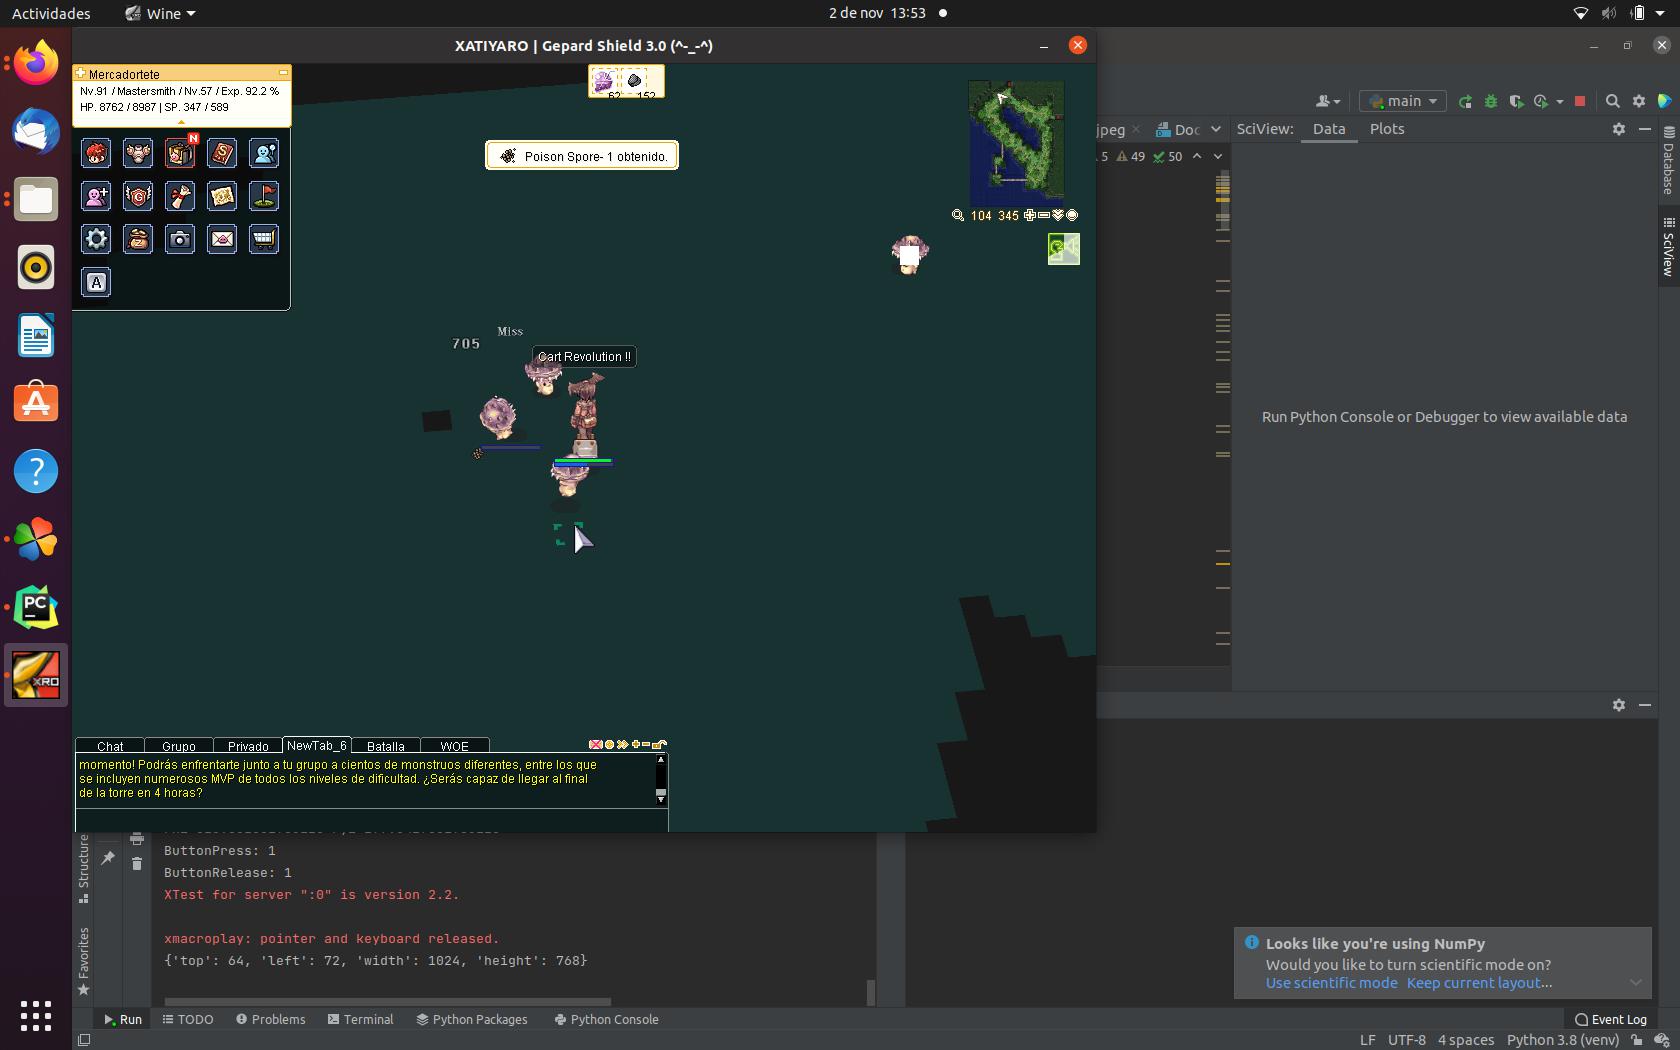 Actividades
Wine
2 de nov 13:53
XATIYARO | Gepard Shield 3.0 (^-_-^)
Mercadortete
Nv.91 / Mastersmith / Nv.57 / Exp. 92.2 %
HP. 8762 / 8987 | SP. 347 / 589
62 152
N
A
Poison Spore- 1 obtenido.
104 345
Miss
705
Cart Revolution !!
main
jpeg
Doc
SciView: Data Plots
5 49 50
Database
SciView
Run Python Console or Debugger to view available data
PC
XRO
Chat Grupo Privado NewTab_6 Batalla WOE
momento! Podrás enfrentarte junto a tu grupo a cientos de monstruos diferentes, entre los que
se incluyen numerosos MVP de todos los niveles de dificultad. ¿Serás capaz de llegar al final
de la torre en 4 horas?
Structure
Favorites
ButtonPress: 1
ButtonRelease: 1
XTest for server ":0" is version 2.2.
xmacroplay: pointer and keyboard released.
{'top': 64, 'left': 72, 'width': 1024, 'height': 768}
Looks like you're using NumPy
Would you like to turn scientific mode on?
Use scientific mode Keep current layout...
Run TODO Problems Terminal Python Packages Python Console
Event Log
LF UTF-8 4 spaces Python 3.8 (venv)